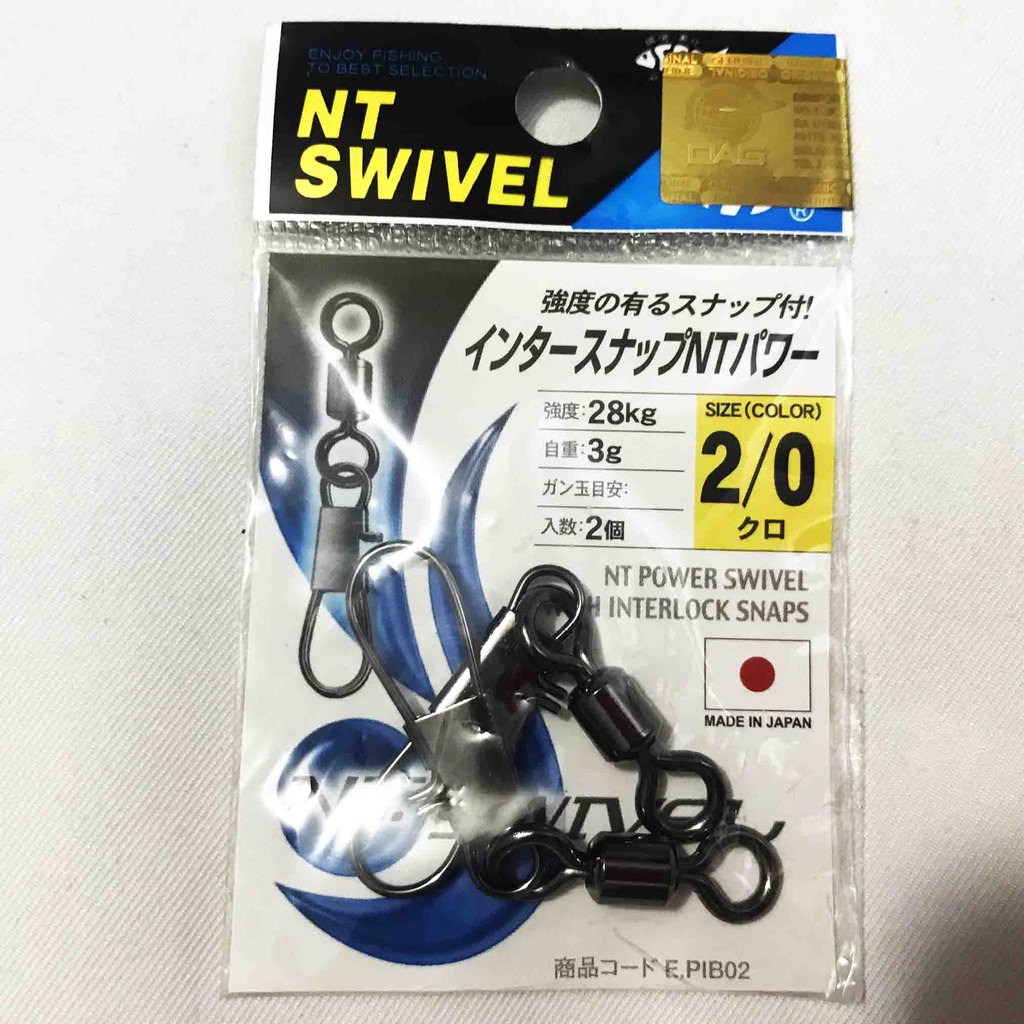 ENJOY FISHING
TO BEST SELECTION
NT
SWIVEL
DAG
®
強度の有るスナップ付!
インタースナップNTパワー
強度:28kg
自重:3g
ガン玉目安:
入数:2個
SIZE(COLOR)
2/0
クロ
NT POWER SWIVEL
INTERLOCK SNAPS
MADE IN JAPAN
商品コード E.PIB02